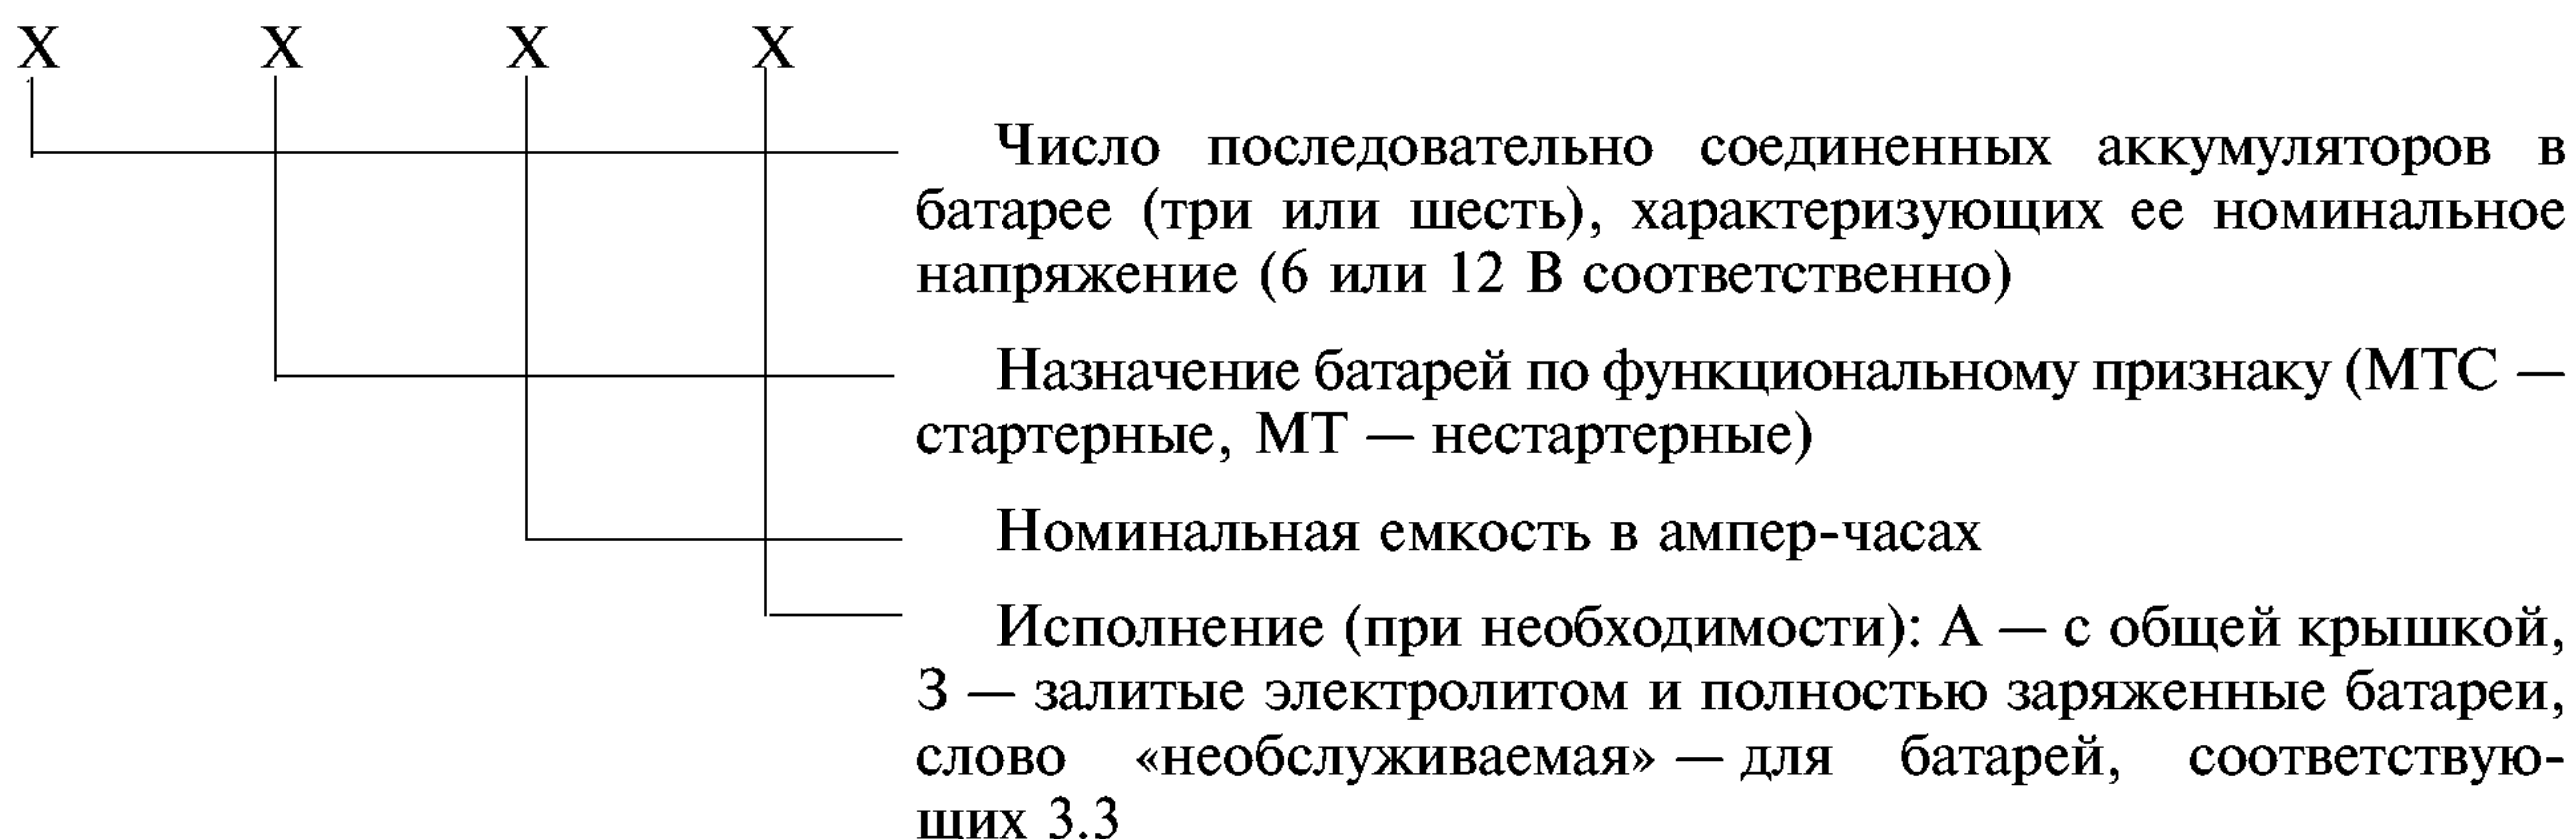 X X X X
Число последовательно соединенных аккумуляторов в
батарее (три или шесть), характеризующих ее номинальное
напряжение (6 или 12 В соответственно)
Назначение батарей по функциональному признаку (МТС —
стартерные, МТ — нестартерные)
Номинальная емкость в ампер-часах
Исполнение (при необходимости): А — с общей крышкой,
З — залитые электролитом и полностью заряженные батареи,
слово «необслуживаемая» — для батарей, соответствую-
щих 3.3